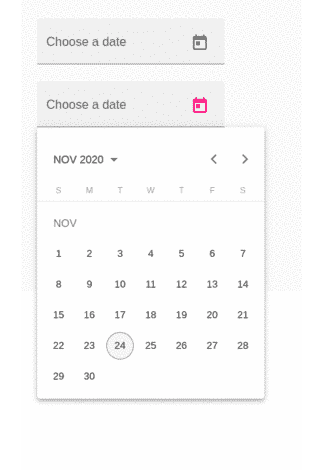 Choose a date
Choose a date
NOV 2020
S M T W T F S
NOV
1 2 3 4 5 6 7
8 9 10 11 12 13 14
15 16 17 18 19 20 21
22 23 24 25 26 27 28
29 30